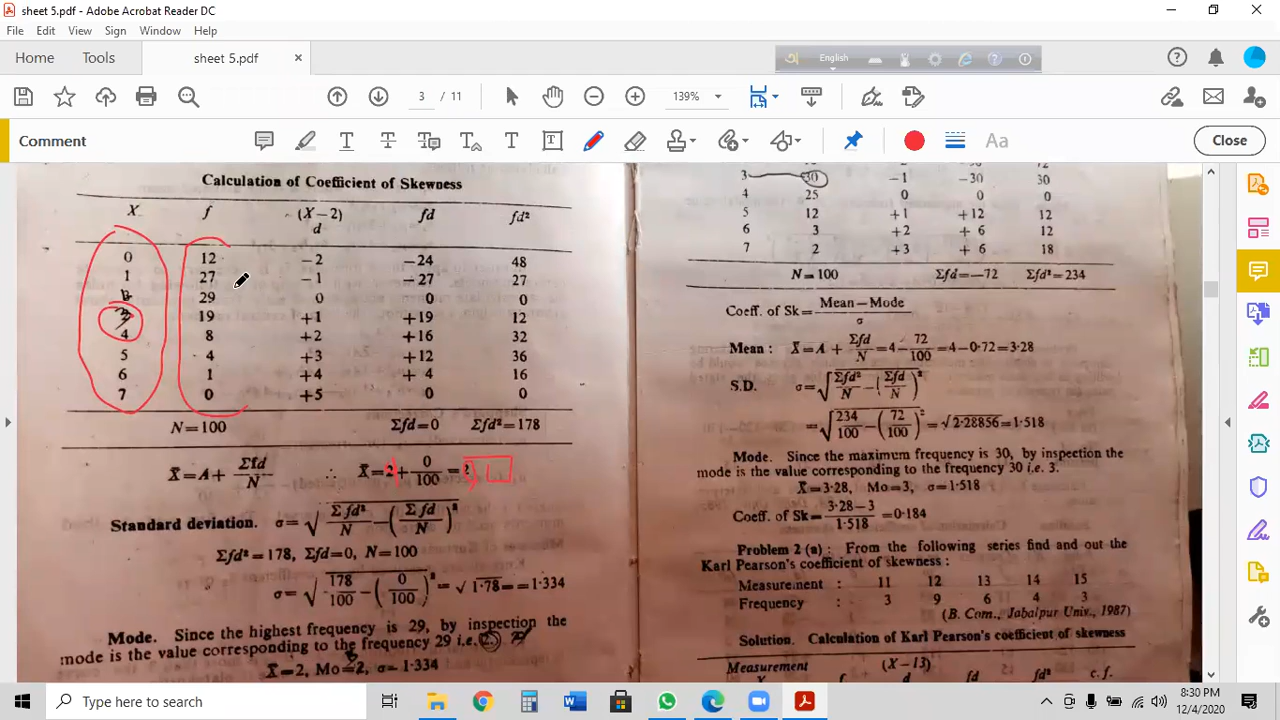 sheet 5.pdf - Adobe Acrobat Reader DC
File Edit View Sign Window Help
Home Tools sheet 5.pdf ×
English
3 / 11 139%
Comment
Aa
Close
Calculation of Coefficient of Skewness
X f (X−2) d fd fd²
0 12 −2 −24 48
1 27 −1 −27 27
29 0 0 0
19 +1 +19 12
4 8 +2 +16 32
5 4 +3 +12 36
6 1 +4 + 4 16
7 0 +5 0 0
N=100 Σfd=0 Σfd²=178
X̄=A+ Σfd/N ∴ X̄=2+ 0/100 =
Standard deviation. σ=√ Σfd²/N −(Σfd/N)²
Σfd²=178, Σfd=0, N=100
σ=√ 178/100 −(0/100)² =√1·78= =1·334
Mode. Since the highest frequency is 29, by inspection the
mode is the value corresponding to the frequency 29 i.e.
X̄=2, Mo=2, σ=1·334
3 30 −1 −30 30
4 25 0 0 0
5 12 +1 +12 12
6 3 +2 + 6 12
7 2 +3 + 6 18
N=100 Σfd=−72 Σfd²=234
Coeff. of Sk= Mean−Mode/σ
Mean : X̄=A + Σfd/N =4− 72/100 =4−0·72=3·28
S.D. σ=√ Σfd²/N −(Σfd/N)²
=√ 234/100 −(72/100)² =√2·28856=1·518
Mode. Since the maximum frequency is 30, by inspection the
mode is the value corresponding to the frequency 30 i.e. 3.
X̄=3·28, Mo=3, σ=1·518
Coeff. of Sk= 3·28−3/1·518 =0·184
Problem 2 (a) : From the following series find and out the
Karl Pearson's coefficient of skewness :
Measurement : 11 12 13 14 15
Frequency : 3 9 6 4 3
(B. Com., Jabalpur Univ., 1987)
Solution. Calculation of Karl Pearson's coefficient of skewness
Measurement (X−13)
f d fd fd² c. f.
Type here to search
8:30 PM
12/4/2020